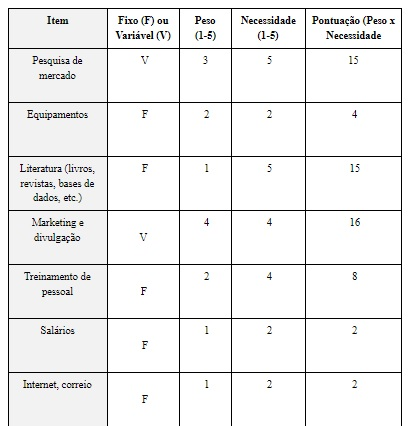 Item Fixo (F) ou Variável (V) Peso (1-5) Necessidade (1-5) Pontuação (Peso x Necessidade
Pesquisa de mercado V 3 5 15
Equipamentos F 2 2 4
Literatura (livros, revistas, bases de dados, etc.) F 1 5 15
Marketing e divulgação V 4 4 16
Treinamento de pessoal F 2 4 8
Salários F 1 2 2
Internet, correio F 1 2 2